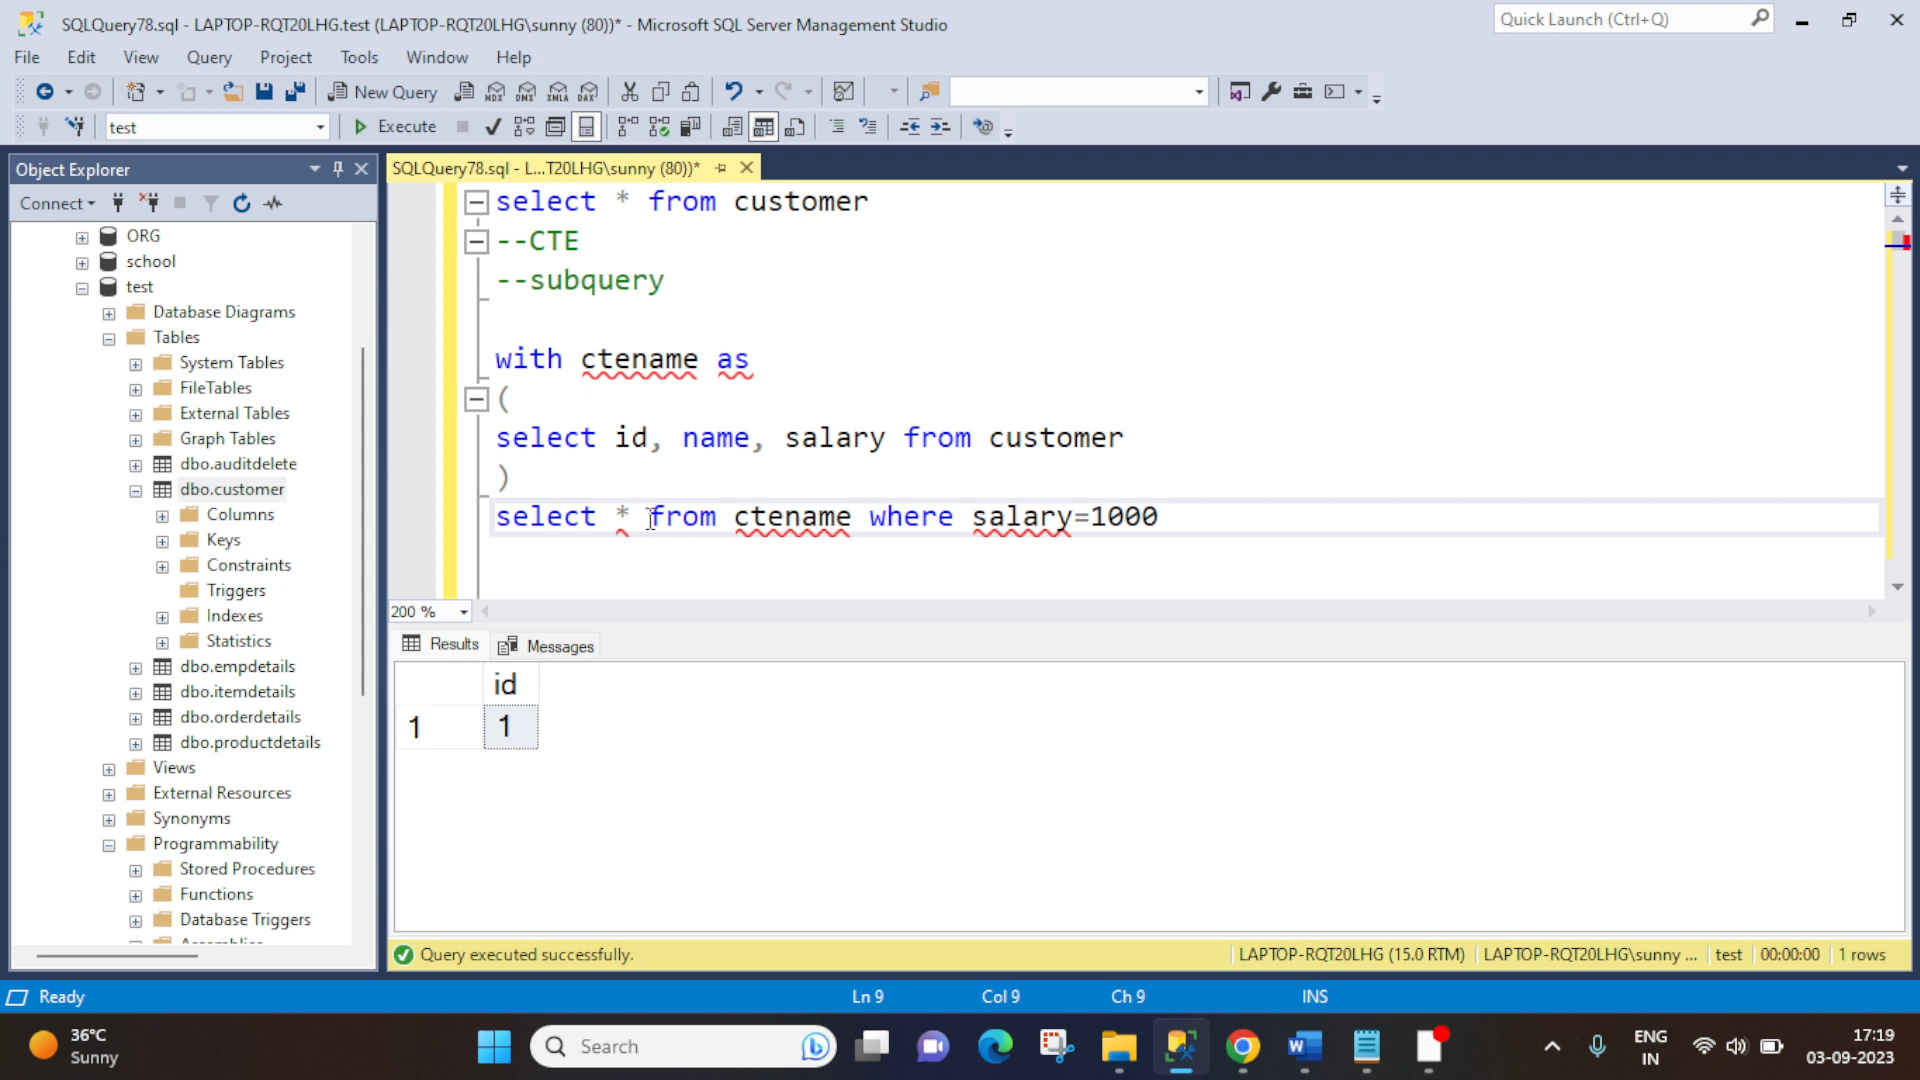 SQLQuery78.sql - LAPTOP-RQT20LHG.test (LAPTOP-RQT20LHG\sunny (80))* - Microsoft SQL Server Management Studio
Quick Launch (Ctrl+Q)
File Edit View Query Project Tools Window Help
New Query
MDX DMX XMLA DAX
test
Execute
Object Explorer
Connect
ORG
school
test
Database Diagrams
Tables
System Tables
FileTables
External Tables
Graph Tables
dbo.auditdelete
dbo.customer
Columns
Keys
Constraints
Triggers
Indexes
Statistics
dbo.empdetails
dbo.itemdetails
dbo.orderdetails
dbo.productdetails
Views
External Resources
Synonyms
Programmability
Stored Procedures
Functions
Database Triggers
SQLQuery78.sql - L...T20LHG\sunny (80))*
select * from customer
--CTE
--subquery
with ctename as
(
select id, name, salary from customer
)
select * from ctename where salary=1000
200 %
Results Messages
id
1 1
Query executed successfully.
LAPTOP-RQT20LHG (15.0 RTM) LAPTOP-RQT20LHG\sunny ... test 00:00:00 1 rows
Ready
Ln 9 Col 9 Ch 9 INS
36°C
Sunny
Search
ENG
IN
17:19
03-09-2023